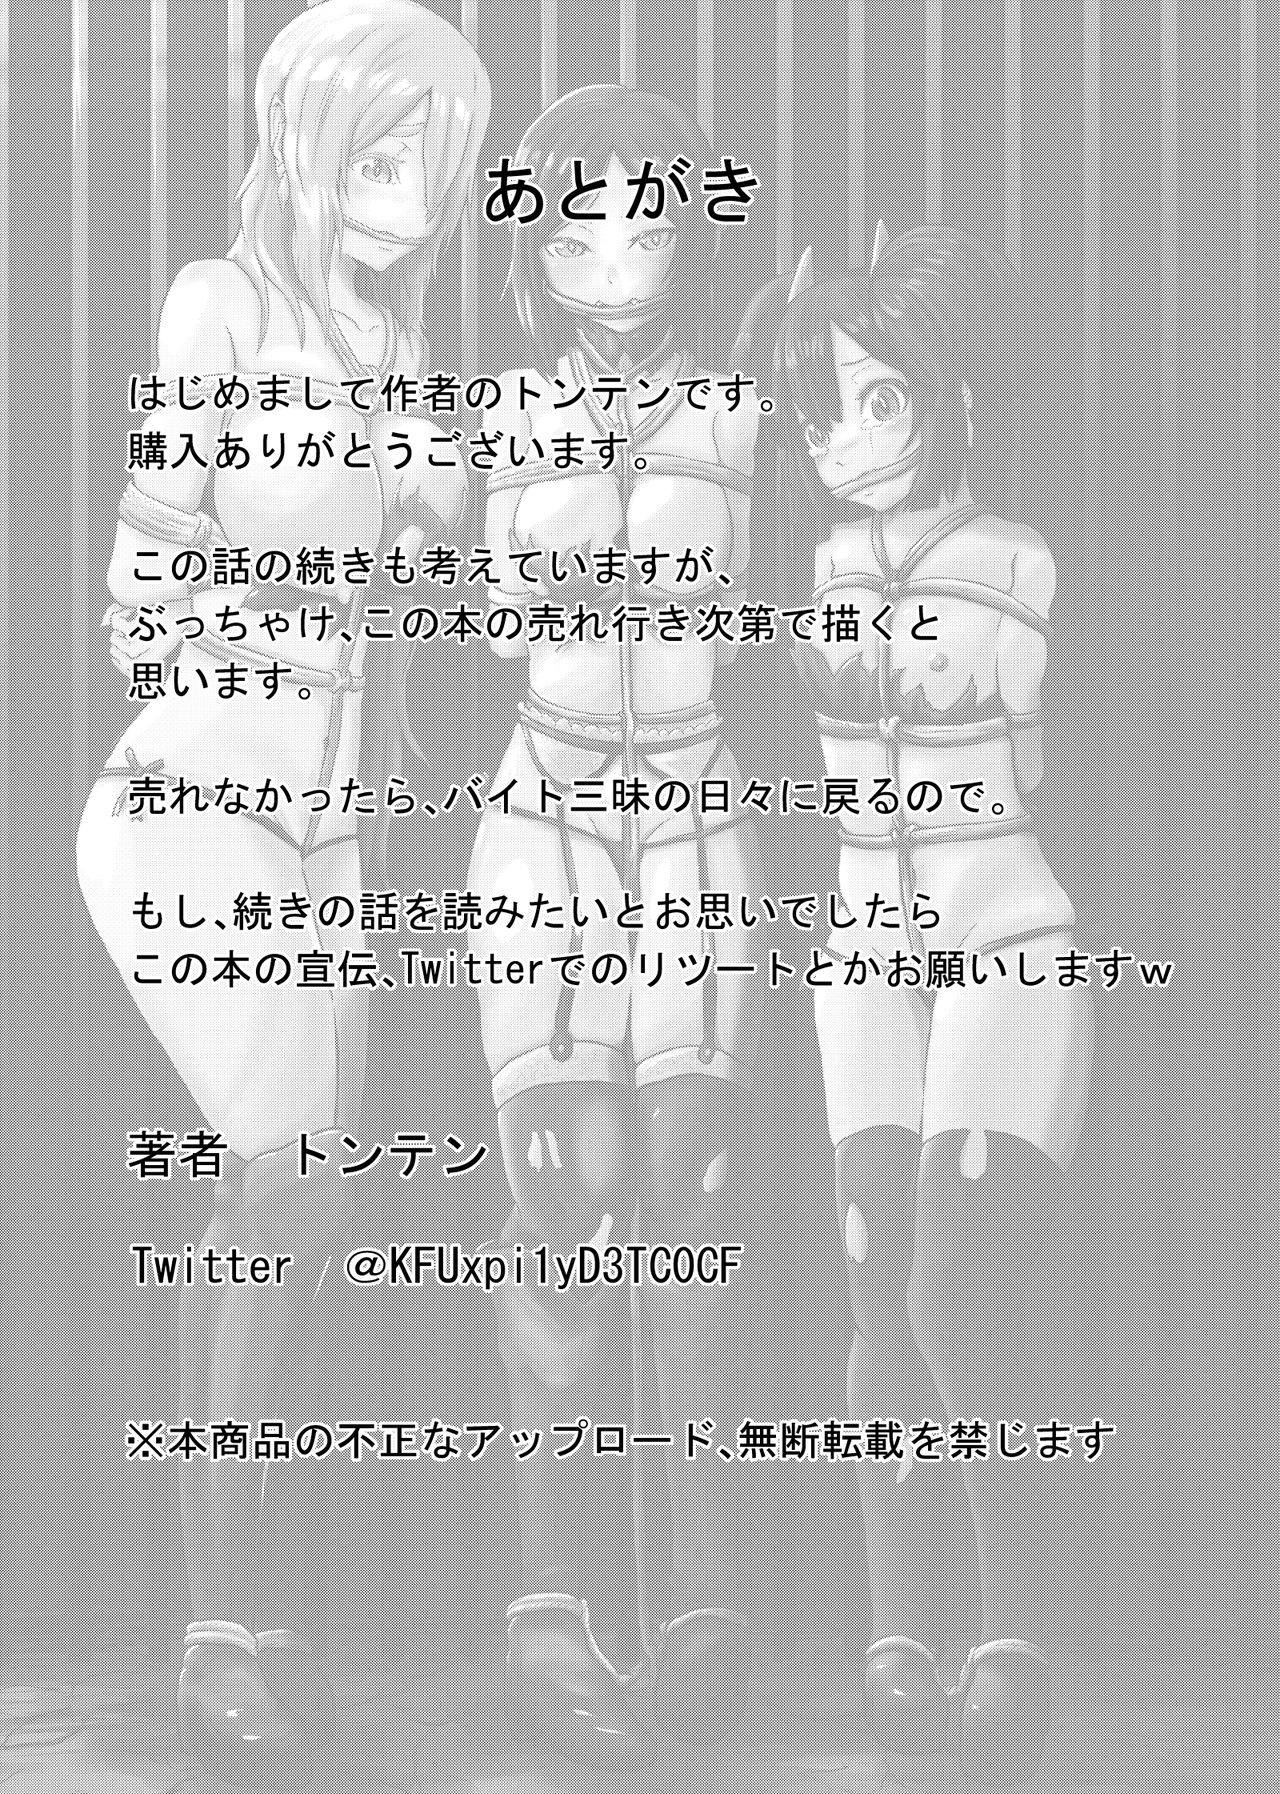 あとがき
はじめまして作者のトンテンです。
購入ありがとうございます。
この話の続きも考えていますが、
ぶっちゃけ、この本の売れ行き次第で描くと
思います。
売れなかったら、バイト三昧の日々に戻るので。
もし、続きの話を読みたいとお思いでしたら
この本の宣伝、Twitterでのリツートとかお願いしますｗ
著者　トンテン
Twitter　@KFUxpi1yD3TC0CF
※本商品の不正なアップロード、無断転載を禁じます